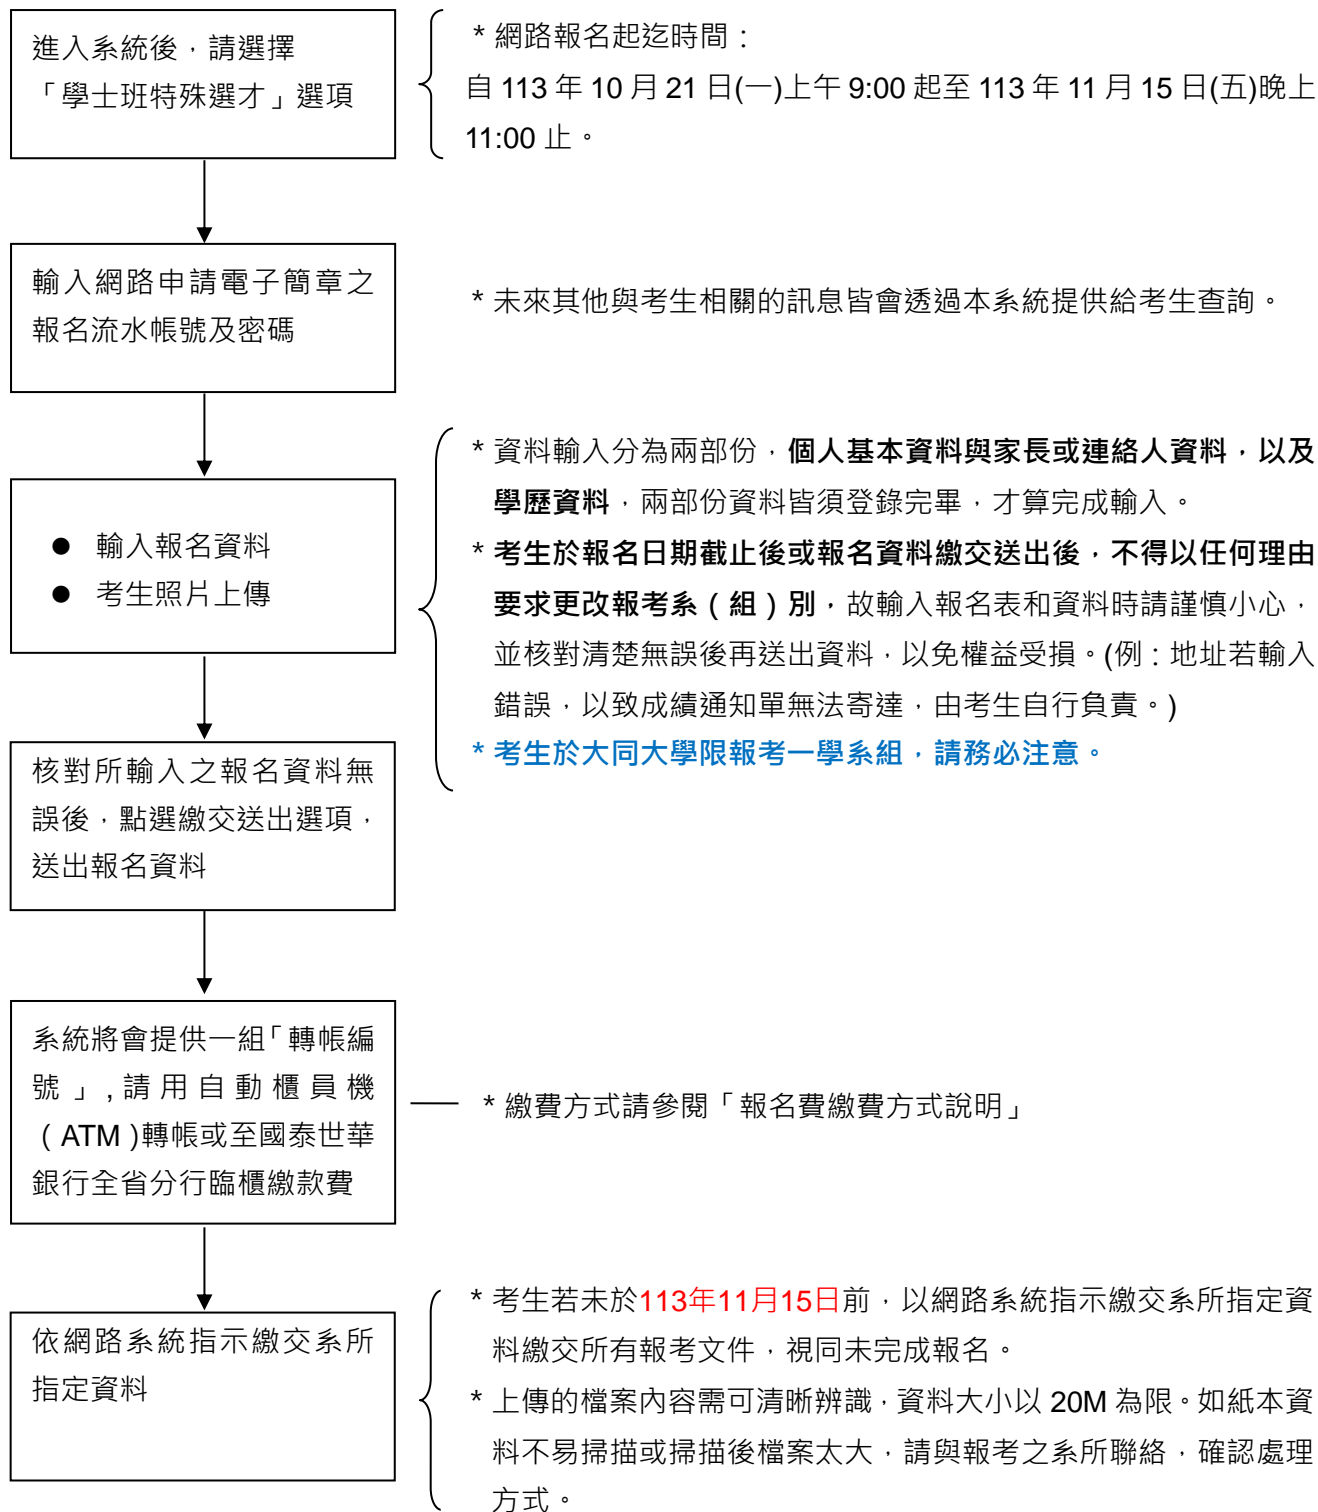 進入系統後，請選擇
「學士班特殊選才」選項
* 網路報名起迄時間：
自 113 年 10 月 21 日(一)上午 9:00 起至 113 年 11 月 15 日(五)晚上
11:00 止。
輸入網路申請電子簡章之
報名流水帳號及密碼
* 未來其他與考生相關的訊息皆會透過本系統提供給考生查詢。
● 輸入報名資料
● 考生照片上傳
* 資料輸入分為兩部份，個人基本資料與家長或連絡人資料，以及
學歷資料，兩部份資料皆須登錄完畢，才算完成輸入。
* 考生於報名日期截止後或報名資料繳交送出後，不得以任何理由
要求更改報考系（組）別，故輸入報名表和資料時請謹慎小心，
並核對清楚無誤後再送出資料，以免權益受損。(例：地址若輸入
錯誤，以致成績通知單無法寄達，由考生自行負責。)
* 考生於大同大學限報考一學系組，請務必注意。
核對所輸入之報名資料無
誤後，點選繳交送出選項，
送出報名資料
系統將會提供一組「轉帳編
號」,請用自動櫃員機
（ATM)轉帳或至國泰世華
銀行全省分行臨櫃繳款費
* 繳費方式請參閱「報名費繳費方式說明」
依網路系統指示繳交系所
指定資料
* 考生若未於113年11月15日前，以網路系統指示繳交系所指定資
料繳交所有報考文件，視同未完成報名。
* 上傳的檔案內容需可清晰辨識，資料大小以 20M 為限。如紙本資
料不易掃描或掃描後檔案太大，請與報考之系所聯絡，確認處理
方式。